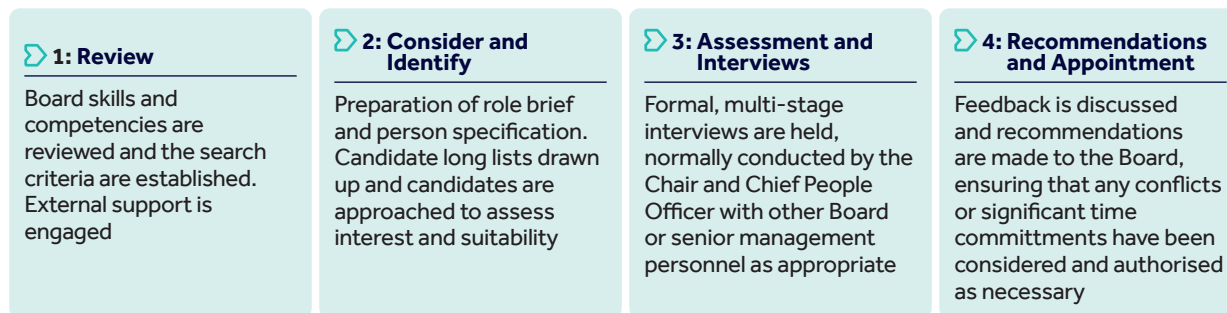 1: Review
Board skills and
competencies are
reviewed and the search
criteria are established.
External support is
engaged
2: Consider and
Identify
Preparation of role brief
and person specification.
Candidate long lists drawn
up and candidates are
approached to assess
interest and suitability
3: Assessment and
Interviews
Formal, multi-stage
interviews are held,
normally conducted by the
Chair and Chief People
Officer with other Board
or senior management
personnel as appropriate
4: Recommendations
and Appointment
Feedback is discussed
and recommendations
are made to the Board,
ensuring that any conflicts
or significant time
committments have been
considered and authorised
as necessary